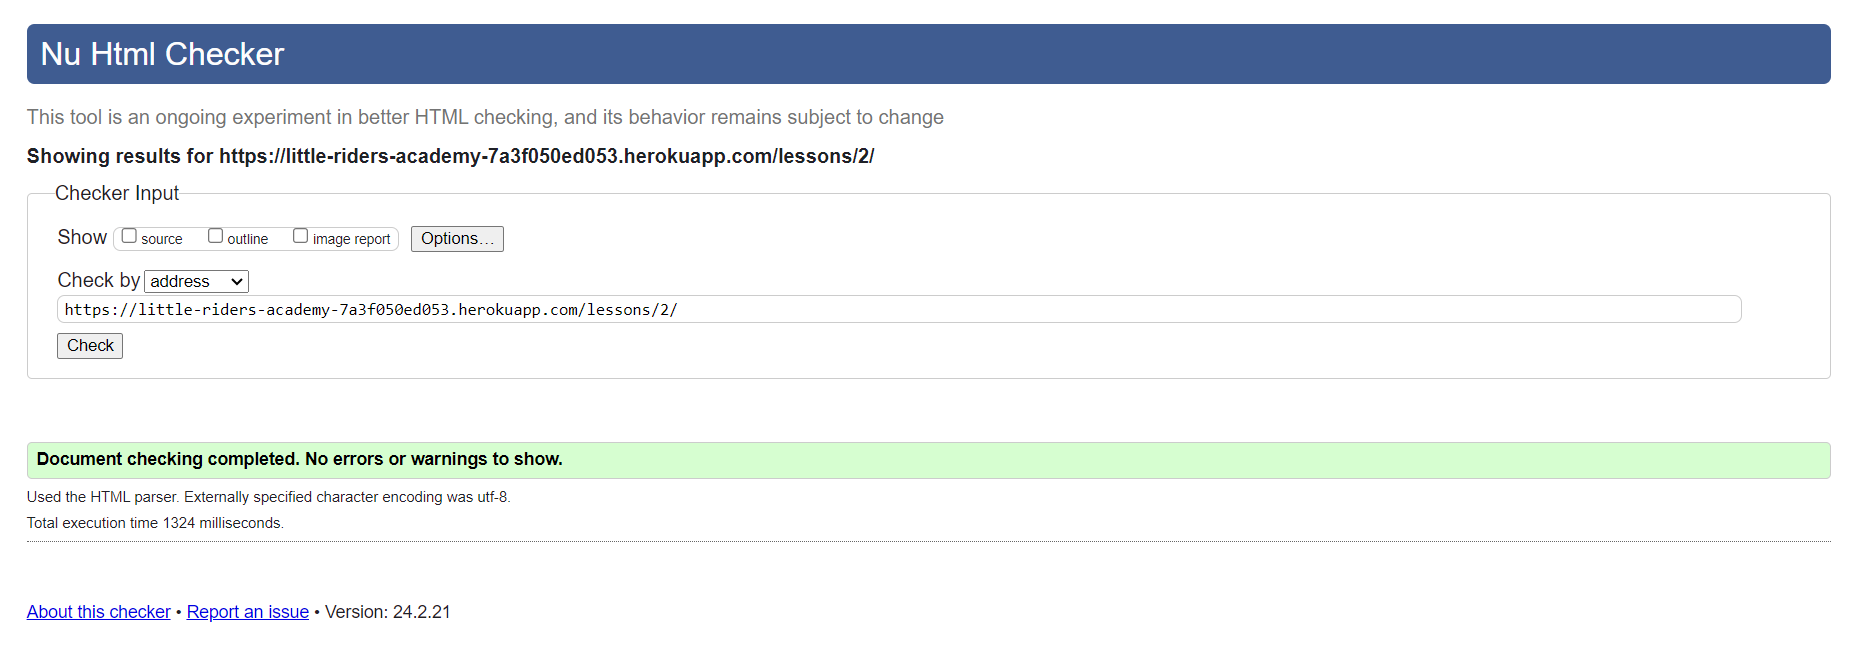 Nu Html Checker
This tool is an ongoing experiment in better HTML checking, and its behavior remains subject to change
Showing results for https://little-riders-academy-7a3f050ed053.herokuapp.com/lessons/2/
Checker Input
Show source outline image report Options...
Check by address
https://little-riders-academy-7a3f050ed053.herokuapp.com/lessons/2/
Check
Document checking completed. No errors or warnings to show.
Used the HTML parser. Externally specified character encoding was utf-8.
Total execution time 1324 milliseconds.
About this checker • Report an issue • Version: 24.2.21